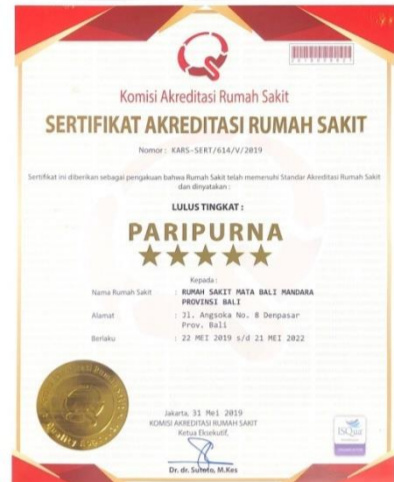 Komisi Akreditasi Rumah Sakit
SERTIFIKAT AKREDITASI RUMAH SAKIT
Nomor : KARS-SERT/614/V/2019
Sertifikat ini diberikan sebagai pengakuan bahwa Rumah Sakit telah memenuhi Standar Akreditasi Rumah Sakit
dan dinyatakan :
LULUS TINGKAT :
PARIPURNA
Kepada :
Nama Rumah Sakit : RUMAH SAKIT MATA BALI MANDARA
PROVINSI BALI
Alamat : Jl. Angsoka No. 8 Denpasar
Prov. Bali
Berlaku : 22 MEI 2019 s/d 21 MEI 2022
Jakarta, 31 Mei 2019
KOMISI AKREDITASI RUMAH SAKIT
Ketua Eksekutif,
Dr. dr. Sutoto, M.Kes
ISQua